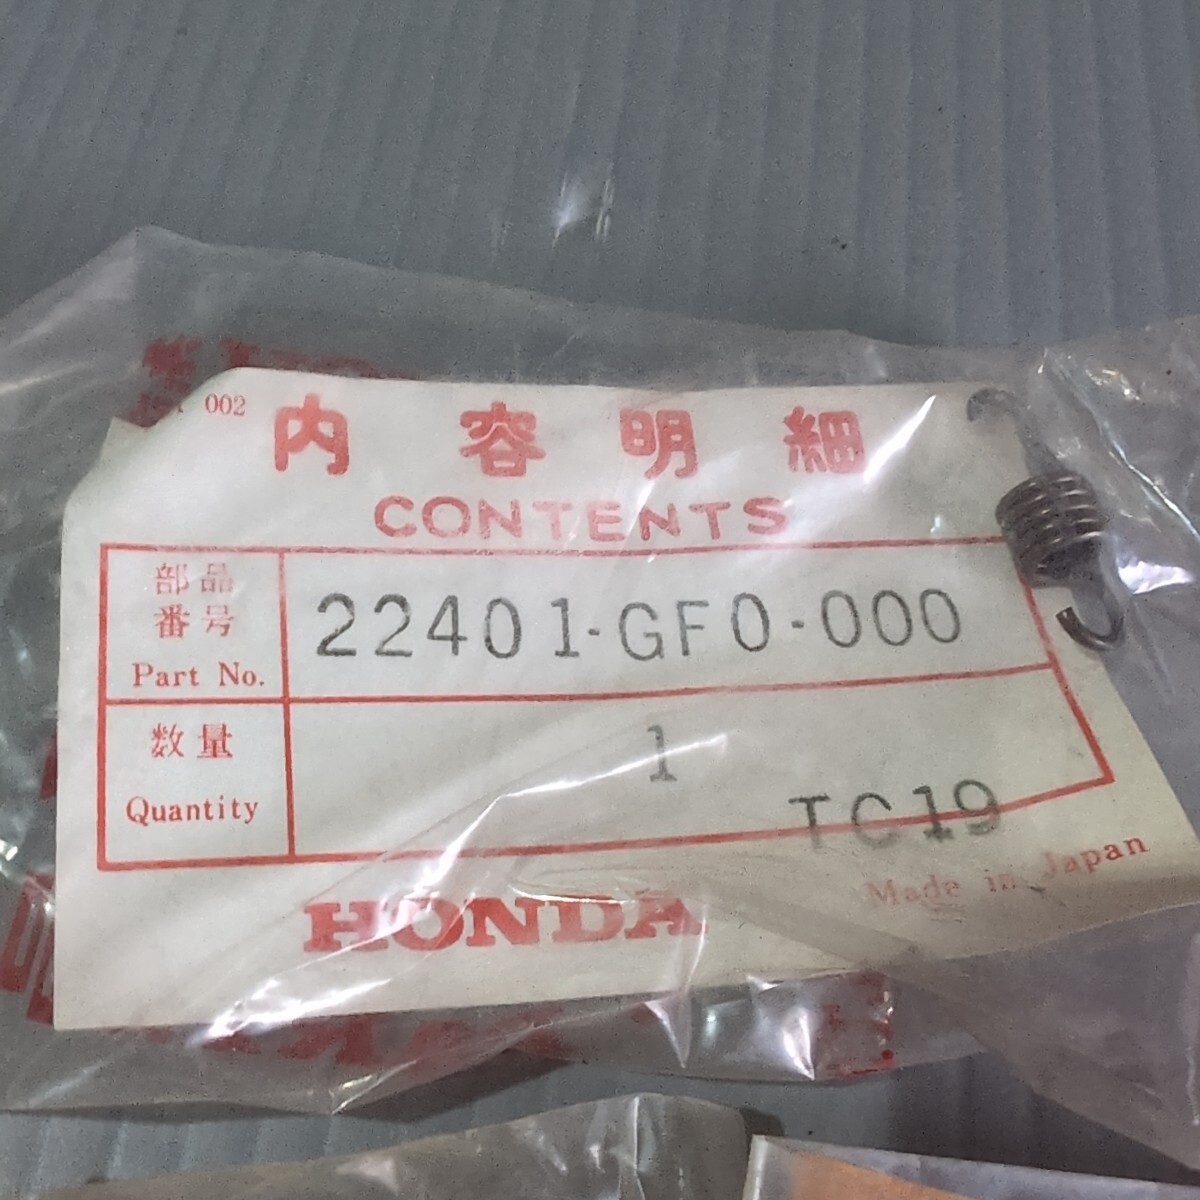 002
内容明細
CONTENTS
部品
番号
Part No.
22401-GF0-000
数量
Quantity
1
TC19
Made in Japan
HONDA